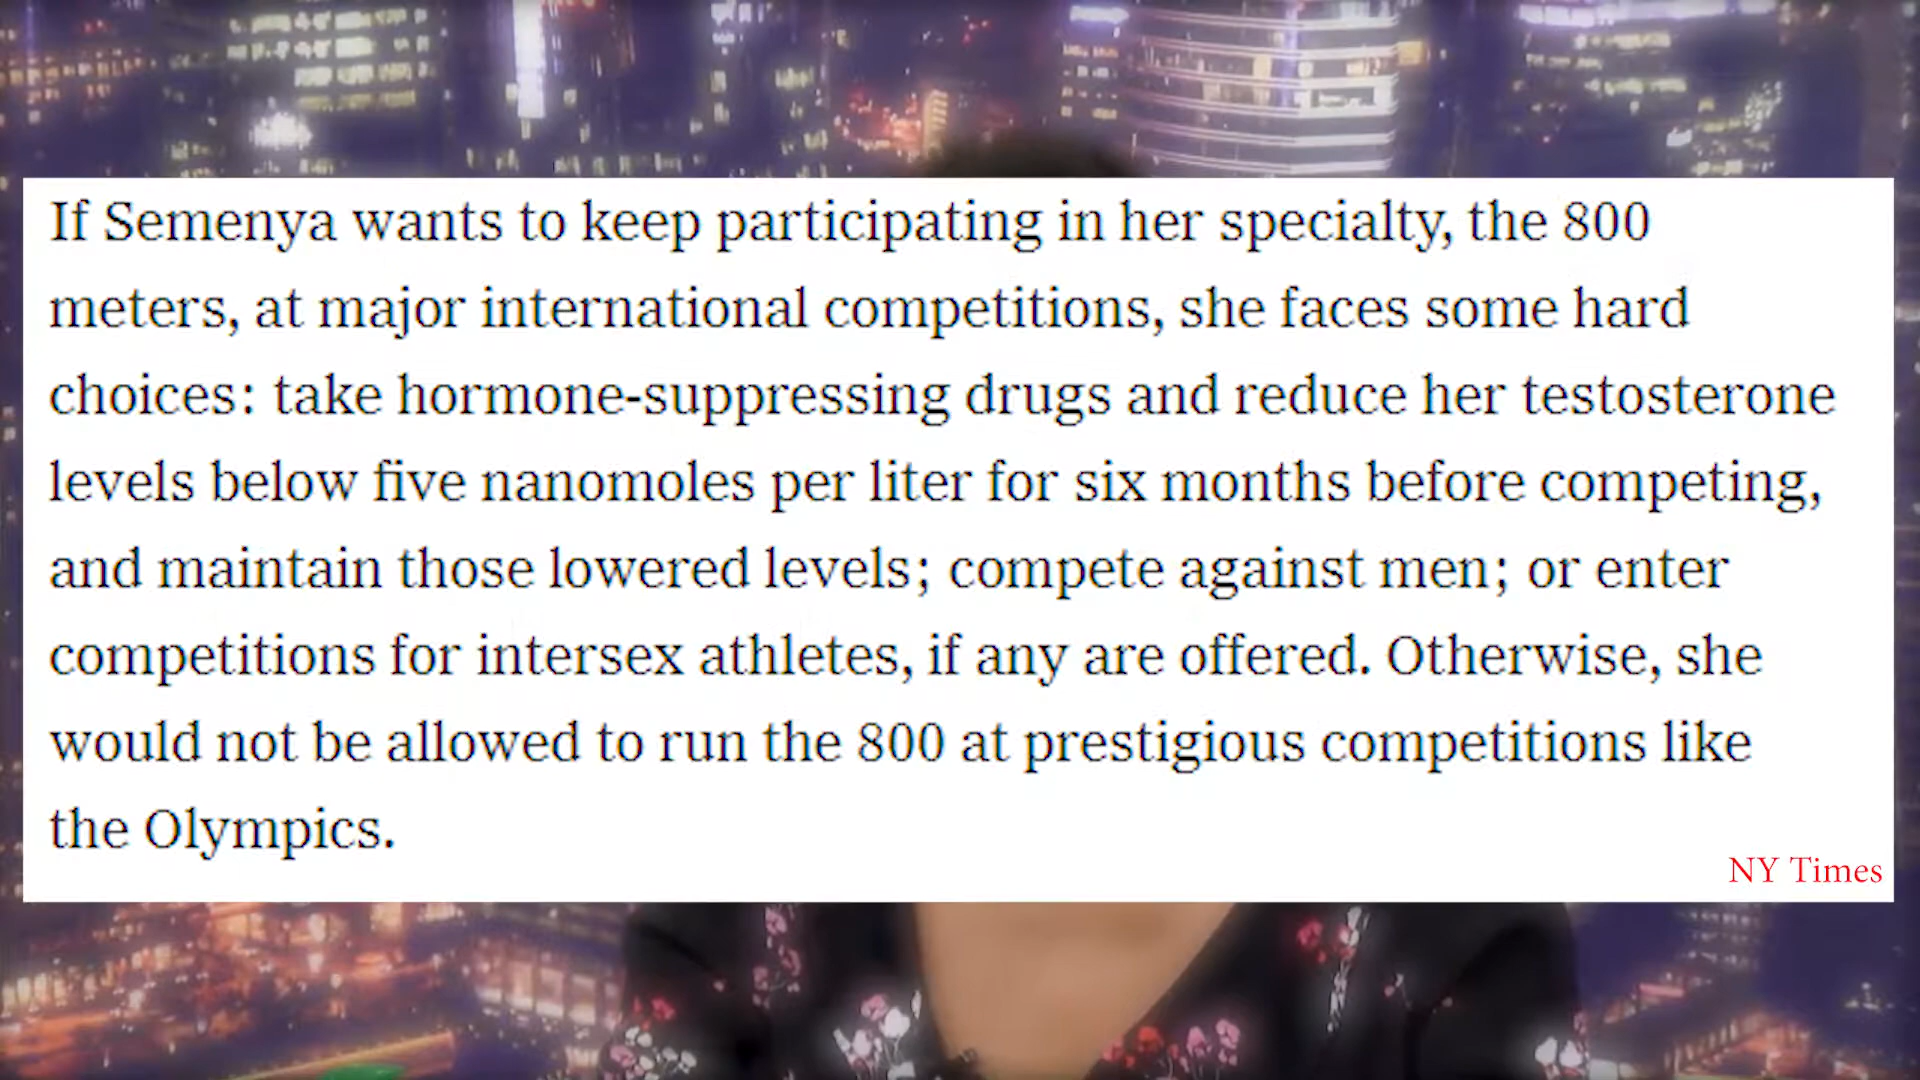 If Semenya wants to keep participating in her specialty, the 800
meters, at major international competitions, she faces some hard
choices: take hormone-suppressing drugs and reduce her testosterone
levels below five nanomoles per liter for six months before competing,
and maintain those lowered levels; compete against men; or enter
competitions for intersex athletes, if any are offered. Otherwise, she
would not be allowed to run the 800 at prestigious competitions like
the Olympics.
NY Times